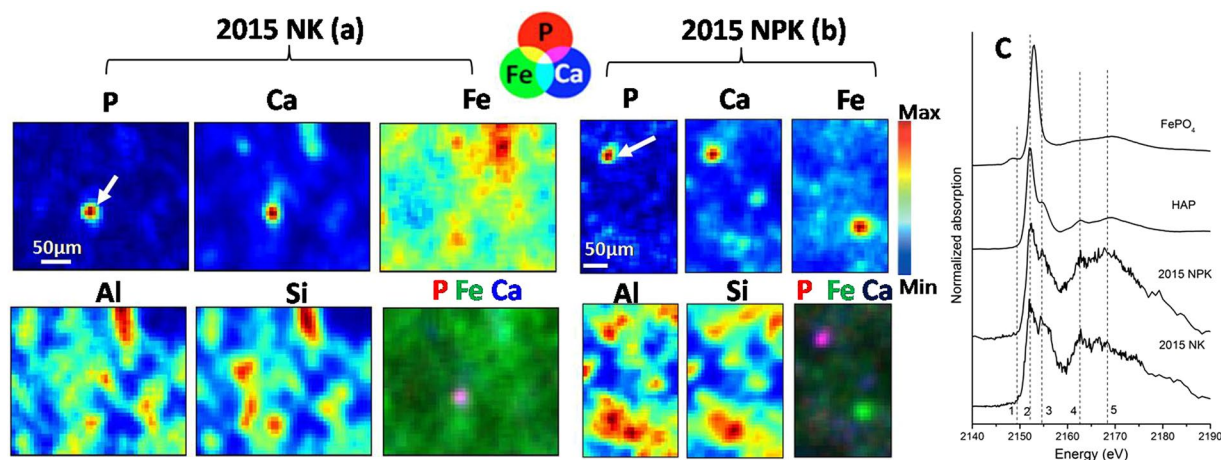 2015 NK (a)
P
Fe
Ca
2015 NPK (b)
C
P
Ca
Fe
P
Ca
Fe
Max
Min
50μm
50μm
Al
Si
P Fe Ca
Al
Si
P Fe Ca
Normalized absorption
FePO₄
HAP
2015 NPK
2015 NK
1
2
3
4
5
2140 2150 2160 2170 2180 2190
Energy (eV)